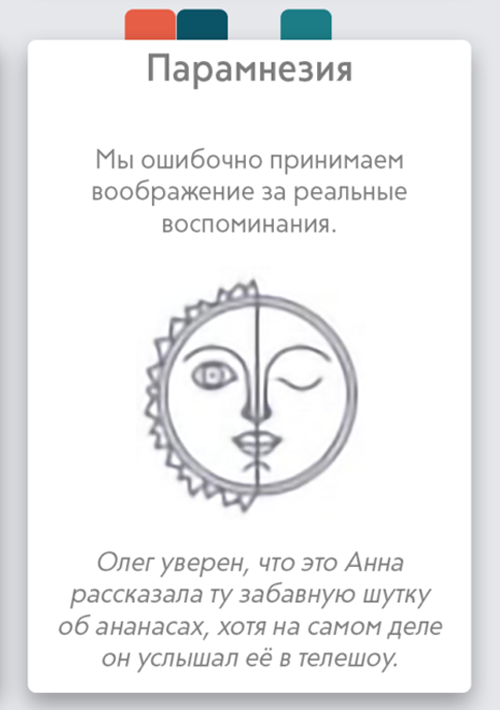 Парамнезия
Мы ошибочно принимаем
воображение за реальные
воспоминания.
Олег уверен, что это Анна
рассказала ту забавную шутку
об ананасах, хотя на самом деле
он услышал её в телешоу.